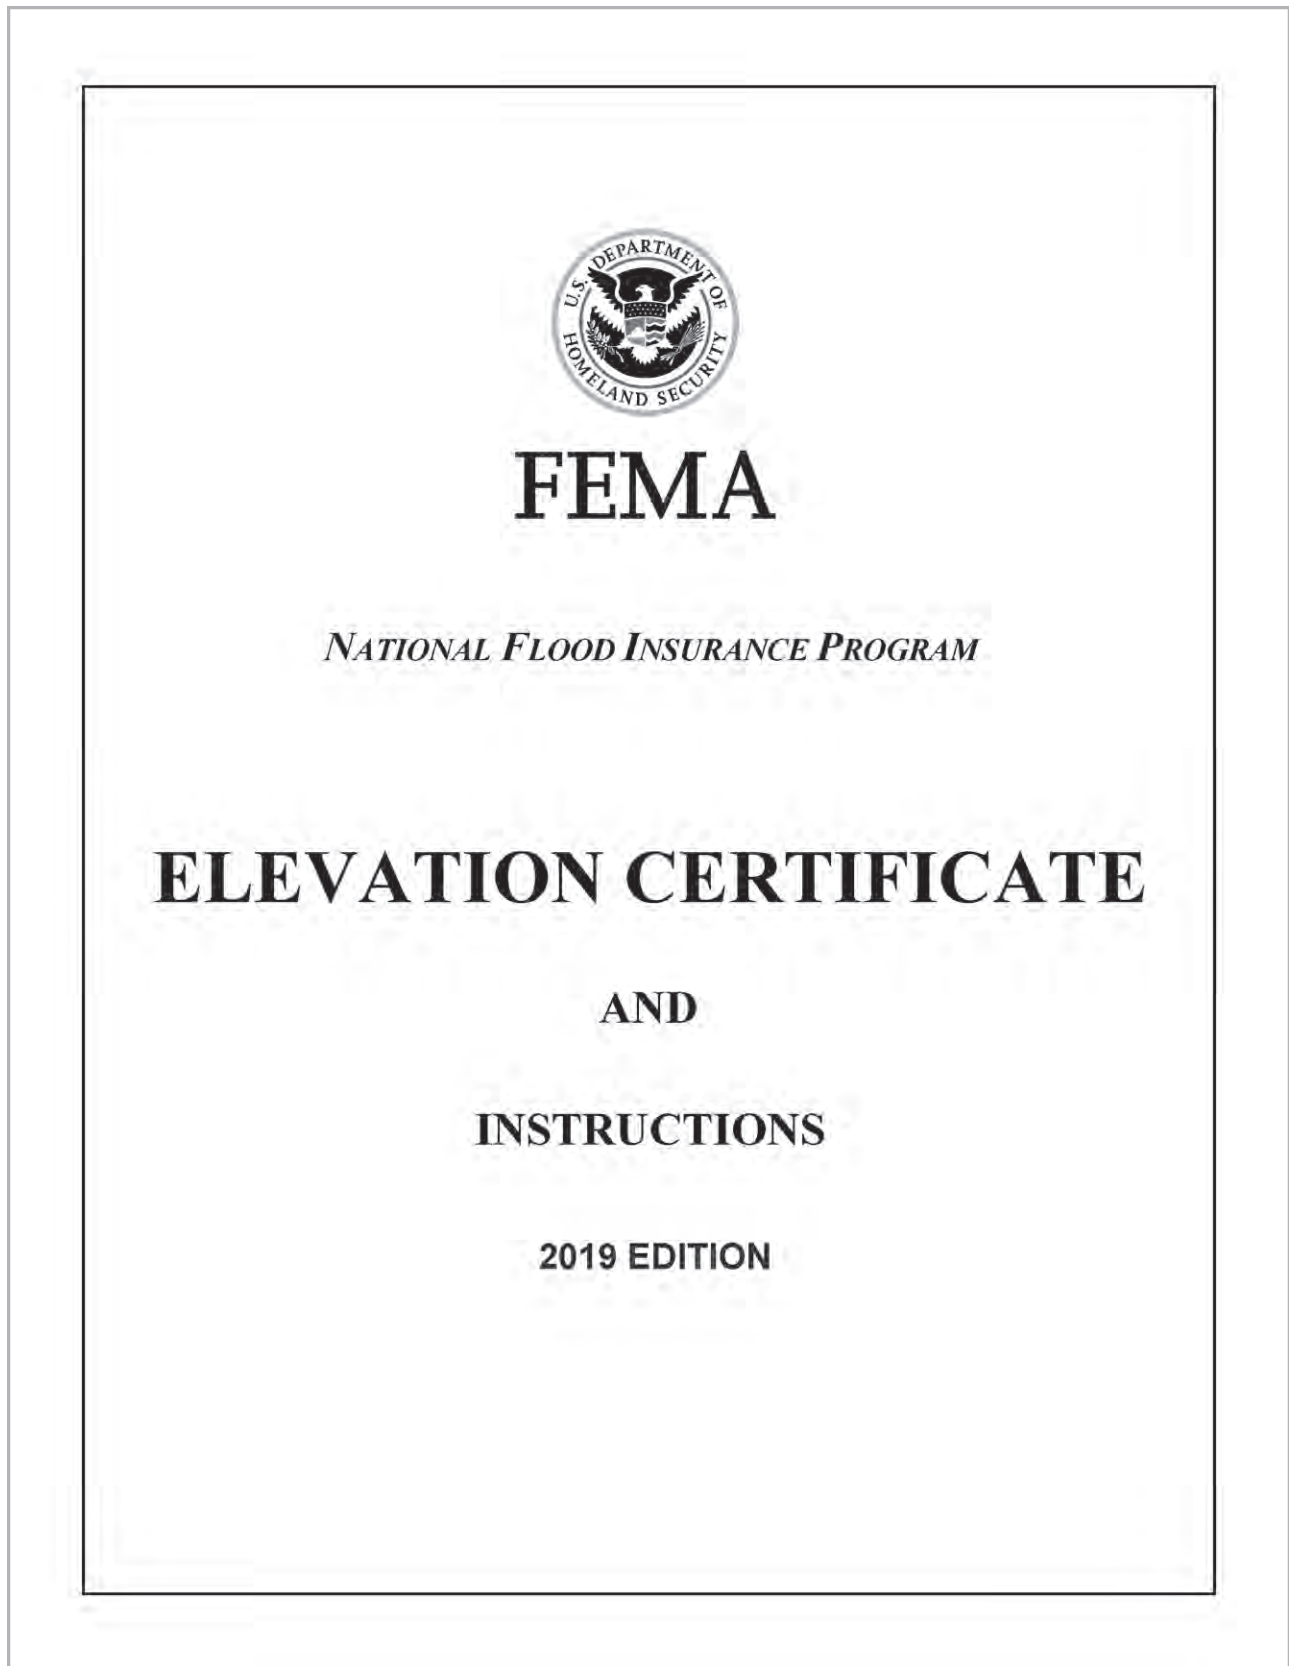 U.S. DEPARTMENT OF
HOMELAND SECURITY
FEMA
NATIONAL FLOOD INSURANCE PROGRAM
ELEVATION CERTIFICATE
AND
INSTRUCTIONS
2019 EDITION